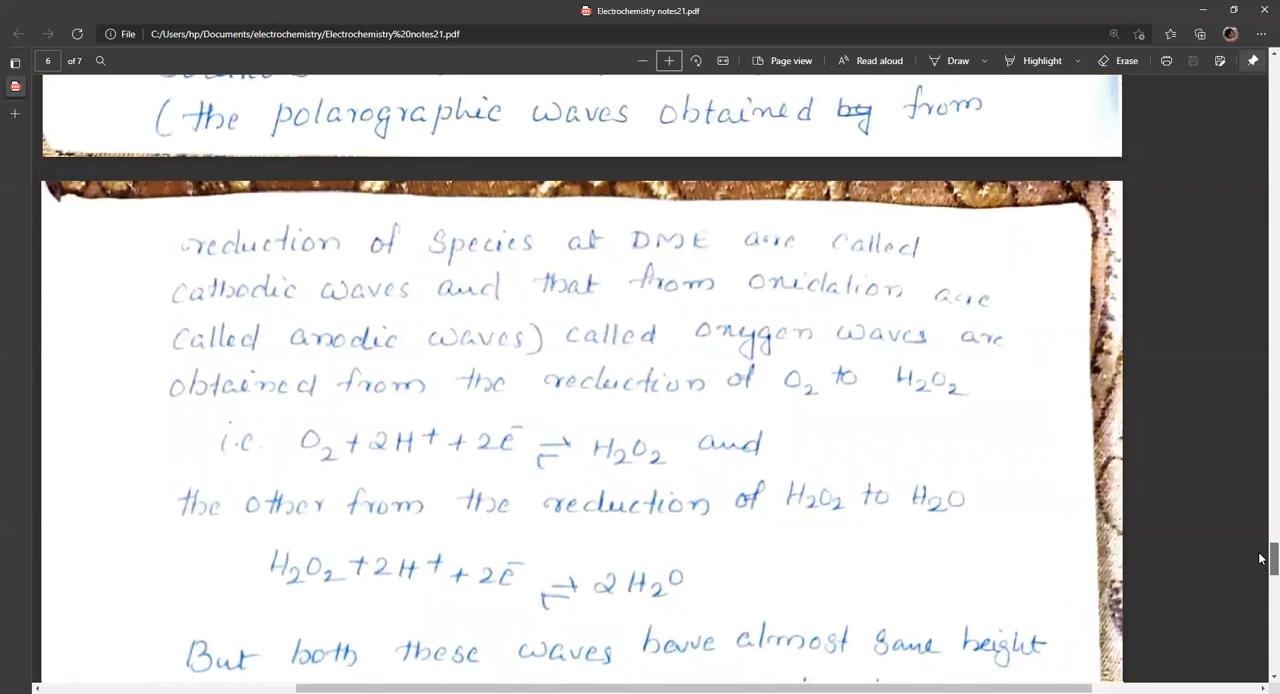 Electrochemistry notes21.pdf
File C:/Users/hp/Documents/electrochemistry/Electrochemistry%20notes21.pdf
6 of 7 Page view Read aloud Draw Highlight Erase
(the polarographic waves obtained by from
reduction of species at DME are called
cathodic waves and that from oxidation are
called anodic waves) called oxygen waves are
obtained from the reduction of O₂ to H₂O₂
i.e. O₂ + 2H⁺ + 2e⁻ ⇌ H₂O₂ and
the other from the reduction of H₂O₂ to H₂O
H₂O₂ + 2H⁺ + 2e⁻ ⇌ 2H₂O
But both these waves have almost same height